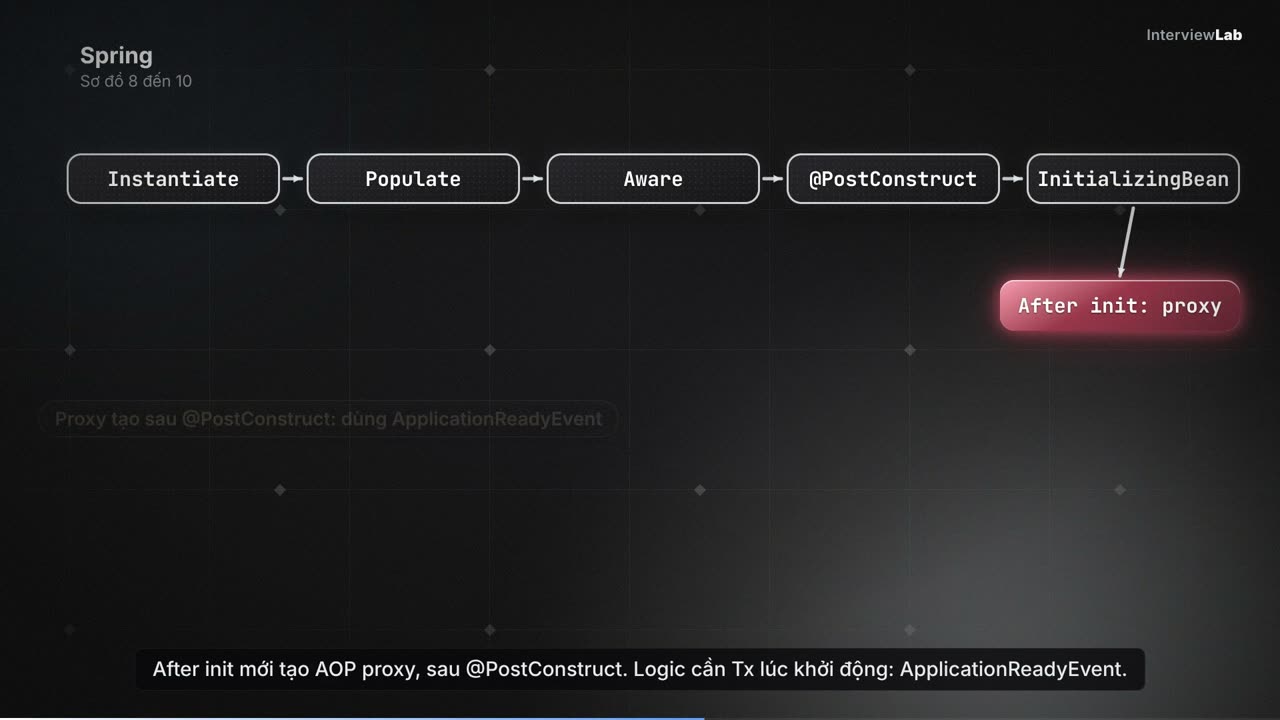 Spring
InterviewLab
Sơ đồ 8 đến 10
Instantiate
Populate
Aware
@PostConstruct
InitializingBean
After init: proxy
Proxy tạo sau @PostConstruct: dùng ApplicationReadyEvent
After init mới tạo AOP proxy, sau @PostConstruct. Logic cần Tx lúc khởi động: ApplicationReadyEvent.